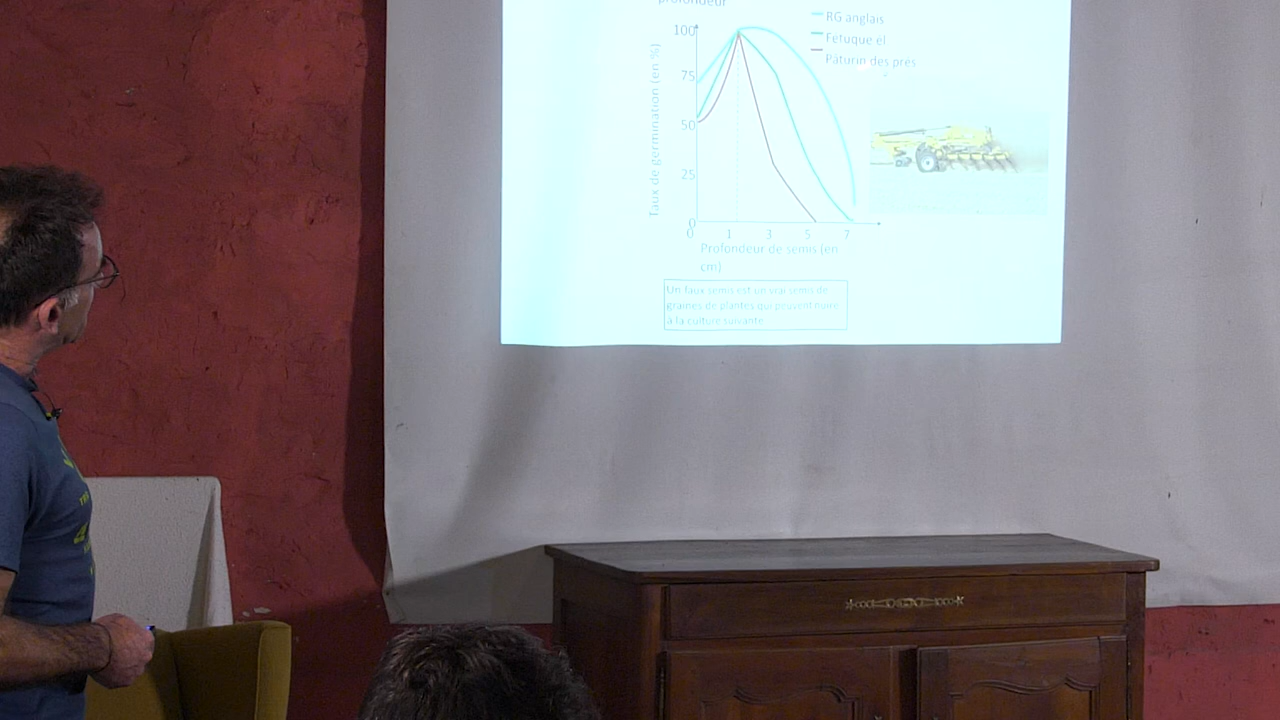 profondeur
RG anglais
Fetuque el
Paturin des pres
Taux de germination (en %)
100
75
50
25
0
0 1 3 5 7
Profondeur de semis (en
cm)
Un faux semis est un vrai semis de
graines de plantes qui peuvent nuire
à la culture suivante